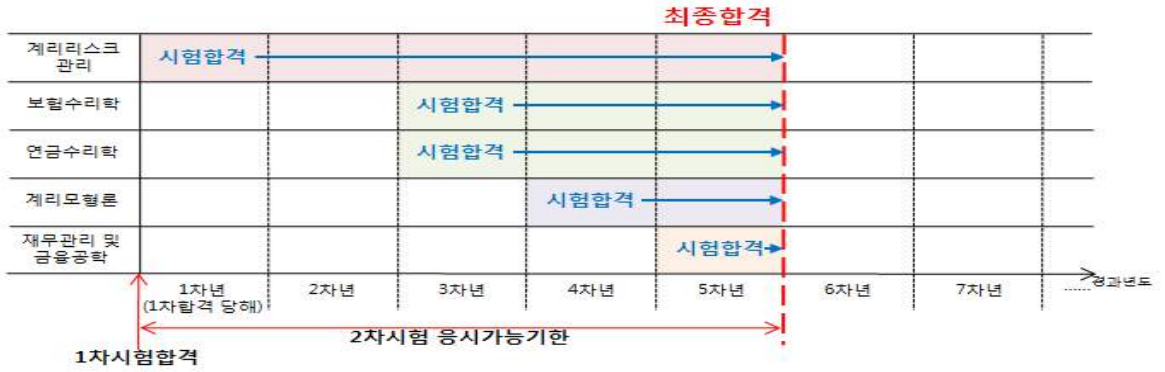 최종합격
계리리스크
관리
시험합격
보험수리학
시험합격
연금수리학
시험합격
계리모형론
시험합격
재무관리 및
금융공학
시험합격
1차년
(1차합격 당해)
2차년
3차년
4차년
5차년
6차년
7차년
......경과년도
2차시험 응시가능기한
1차시험합격